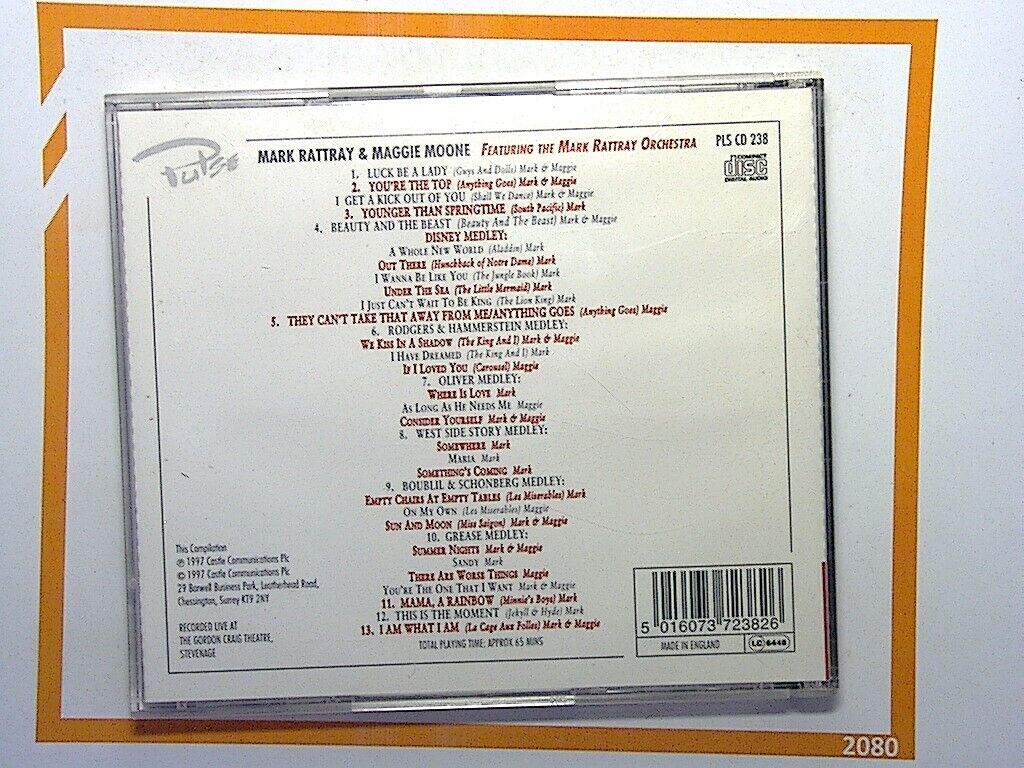 Pulse
MARK RATTRAY & MAGGIE MOONE FEATURING THE MARK RATTRAY ORCHESTRA
PLS CD 238
COMPACT
disc
DIGITAL AUDIO
1. LUCK BE A LADY (Guys And Dolls) Mark & Maggie
2. YOU'RE THE TOP (Anything Goes) Mark & Maggie
I GET A KICK OUT OF YOU (Shall We Dance) Mark & Maggie
3. YOUNGER THAN SPRINGTIME (South Pacific) Mark
4. BEAUTY AND THE BEAST (Beauty And The Beast) Mark & Maggie
DISNEY MEDLEY:
A WHOLE NEW WORLD (Aladdin) Mark
OUT THERE (Hunchback of Notre Dame) Mark
I WANNA BE LIKE YOU (The Jungle Book) Mark
UNDER THE SEA (The Little Mermaid) Mark
I JUST CAN'T WAIT TO BE KING (The Lion King) Mark
5. THEY CAN'T TAKE THAT AWAY FROM ME/ANYTHING GOES (Anything Goes) Maggie
6. RODGERS & HAMMERSTEIN MEDLEY:
WE KISS IN A SHADOW (The King And I) Mark & Maggie
I HAVE DREAMED (The King And I) Mark
IF I LOVED YOU (Carousel) Maggie
7. OLIVER MEDLEY:
WHERE IS LOVE Mark
AS LONG AS HE NEEDS ME Maggie
CONSIDER YOURSELF Mark & Maggie
8. WEST SIDE STORY MEDLEY:
SOMEWHERE Mark
MARIA Mark
SOMETHING'S COMING Mark
9. BOUBLIL & SCHONBERG MEDLEY:
EMPTY CHAIRS AT EMPTY TABLES (Les Miserables) Mark
ON MY OWN (Les Miserables) Maggie
SUN AND MOON (Miss Saigon) Mark & Maggie
10. GREASE MEDLEY:
SUMMER NIGHTS Mark & Maggie
SANDY Mark
THERE ARE WORSE THINGS Maggie
YOU'RE THE ONE THAT I WANT Mark & Maggie
11. MAMA, A RAINBOW (Minnie's Boys) Mark
12. THIS IS THE MOMENT (Jekyll & Hyde) Mark
13. I AM WHAT I AM (La Cage Aux Folles) Mark & Maggie
TOTAL PLAYING TIME: APPROX 65 MINS
This Compilation
℗ 1997 Castle Communications Plc
© 1997 Castle Communications Plc
29 Barwell Business Park, Leatherhead Road,
Chessington, Surrey KT9 2NY
RECORDED LIVE AT
THE GORDON CRAIG THEATRE,
STEVENAGE
5 016073 723826
MADE IN ENGLAND
LC 6448
2080